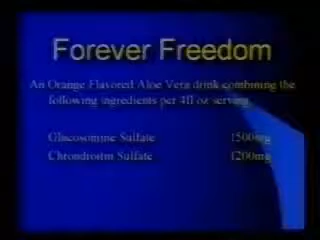 Forever Freedom
An Orange Flavored Aloe Vera drink combining the
following ingredients per 4fl oz serving
Glucosomine Sulfate 1500mg
Chrondroitin Sulfate 1200mg